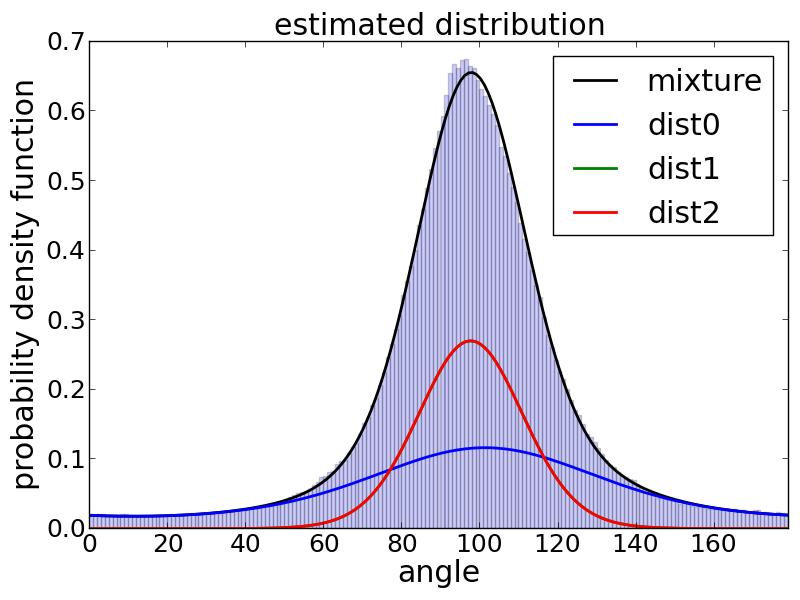 estimated distribution
probability density function
0.7
0.6
0.5
0.4
0.3
0.2
0.1
0.0
mixture
dist0
dist1
dist2
0 20 40 60 80 100 120 140 160
angle